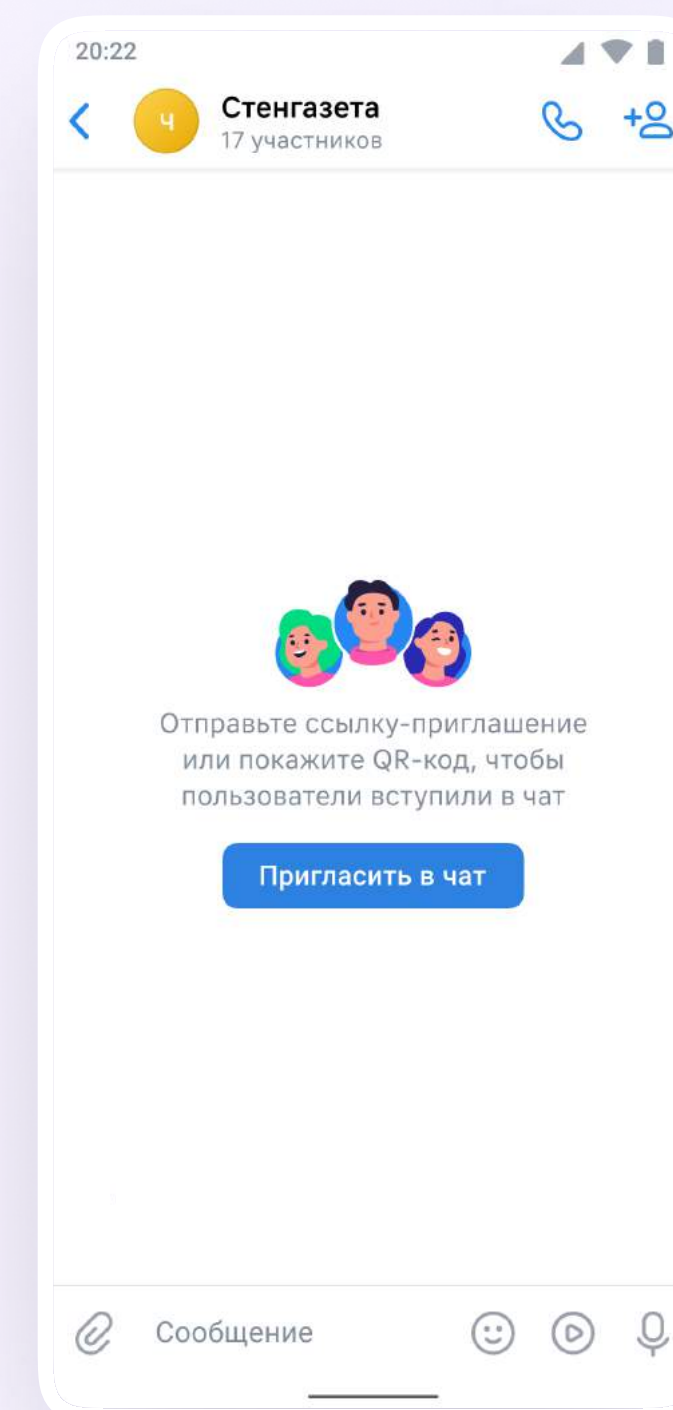 20:22
Ч
Стенгазета
17 участников
Отправьте ссылку-приглашение
или покажите QR-код, чтобы
пользователи вступили в чат
Пригласить в чат
Сообщение